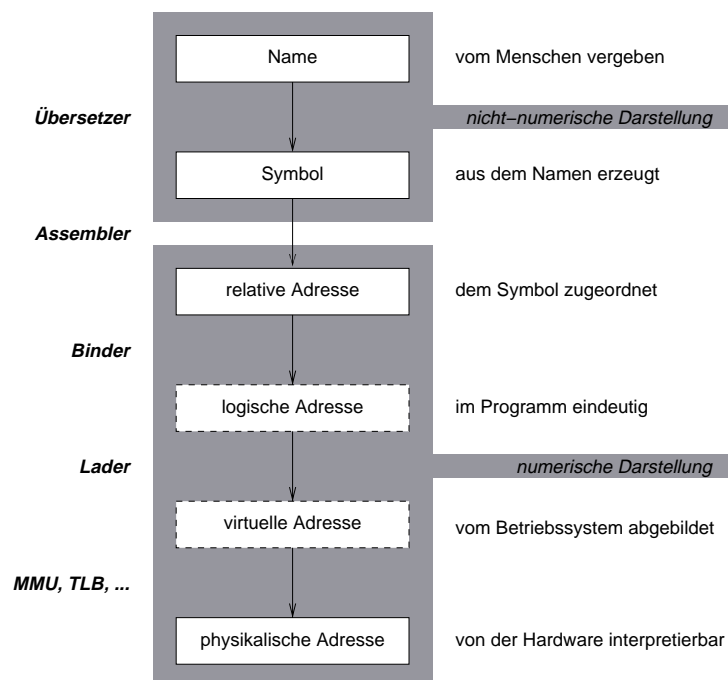 Name
vom Menschen vergeben
Übersetzer
nicht−numerische Darstellung
Symbol
aus dem Namen erzeugt
Assembler
relative Adresse
dem Symbol zugeordnet
Binder
logische Adresse
im Programm eindeutig
Lader
numerische Darstellung
virtuelle Adresse
vom Betriebssystem abgebildet
MMU, TLB, ...
physikalische Adresse
von der Hardware interpretierbar